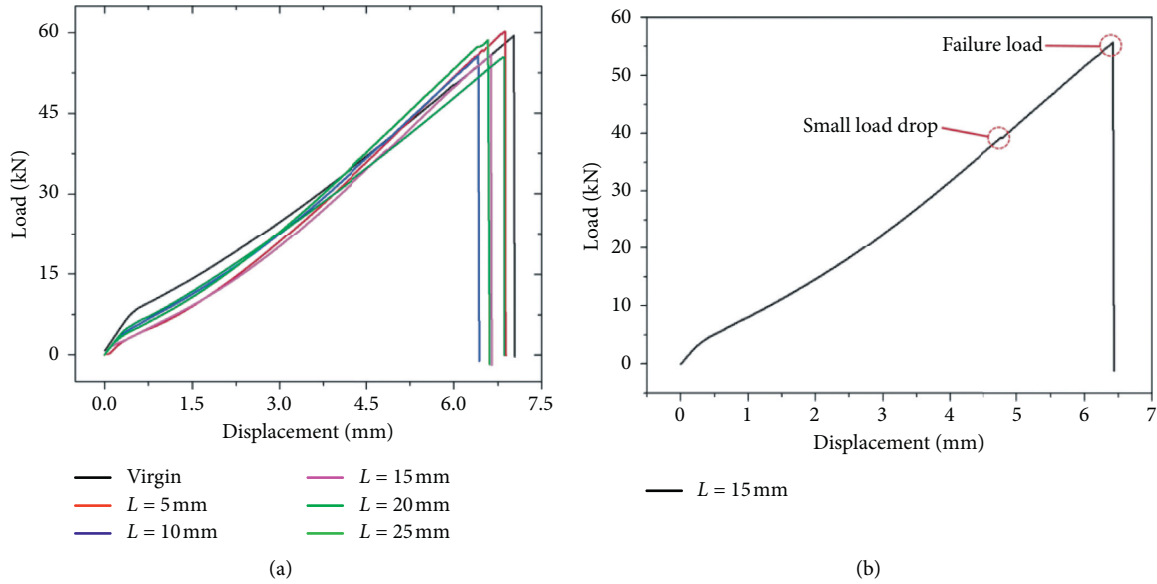 60
45
30
15
0
Load (kN)
0.0 1.5 3.0 4.5 6.0 7.5
Displacement (mm)
Virgin
L = 5 mm
L = 10 mm
L = 15 mm
L = 20 mm
L = 25 mm
(a)
60
50
40
30
20
10
0
Load (kN)
Failure load
Small load drop
0 1 2 3 4 5 6 7
Displacement (mm)
L = 15 mm
(b)